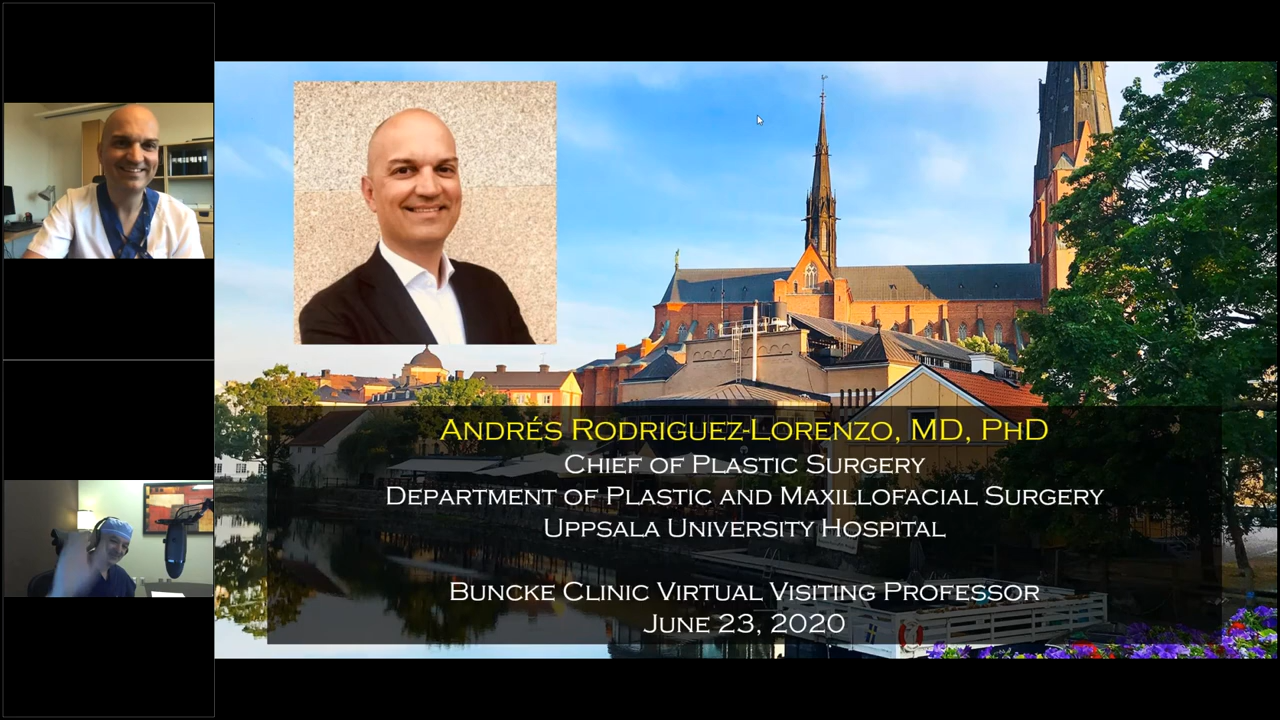 Andrés Rodriguez-Lorenzo, MD, PhD
Chief of Plastic Surgery
Department of Plastic and Maxillofacial Surgery
Uppsala University Hospital
Buncke Clinic Virtual Visiting Professor
June 23, 2020